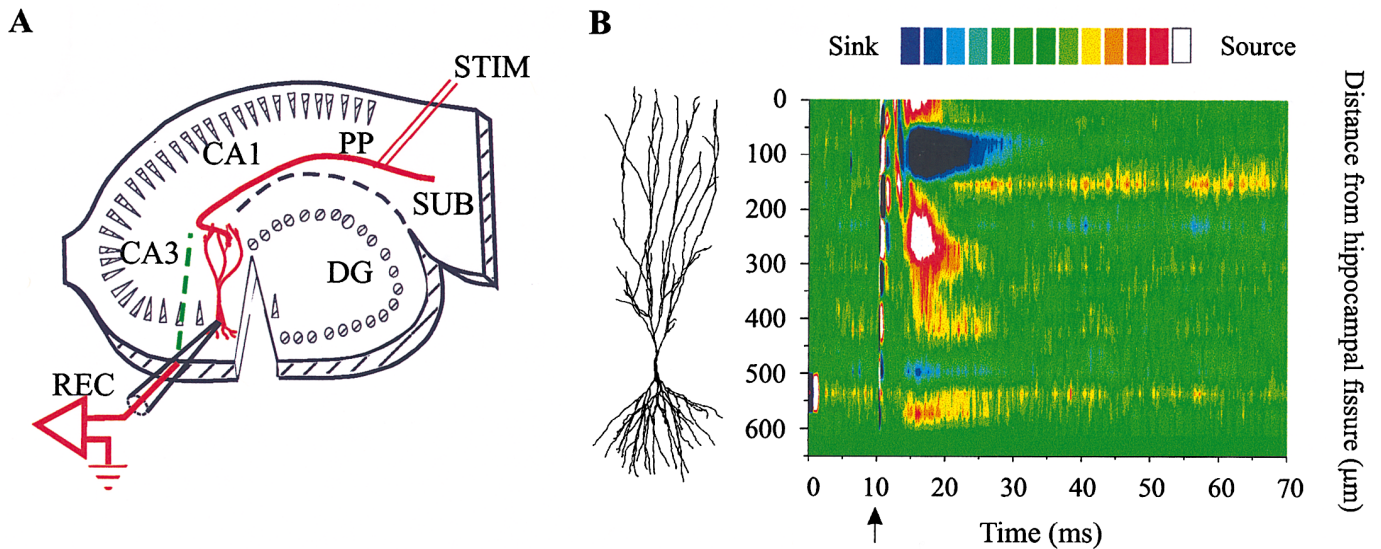 A
STIM
PP
CA1
SUB
CA3
DG
REC
B
Sink
Source
0
100
200
300
400
500
600
0 10 20 30 40 50 60 70
Time (ms)
Distance from hippocampal fissure (μm)